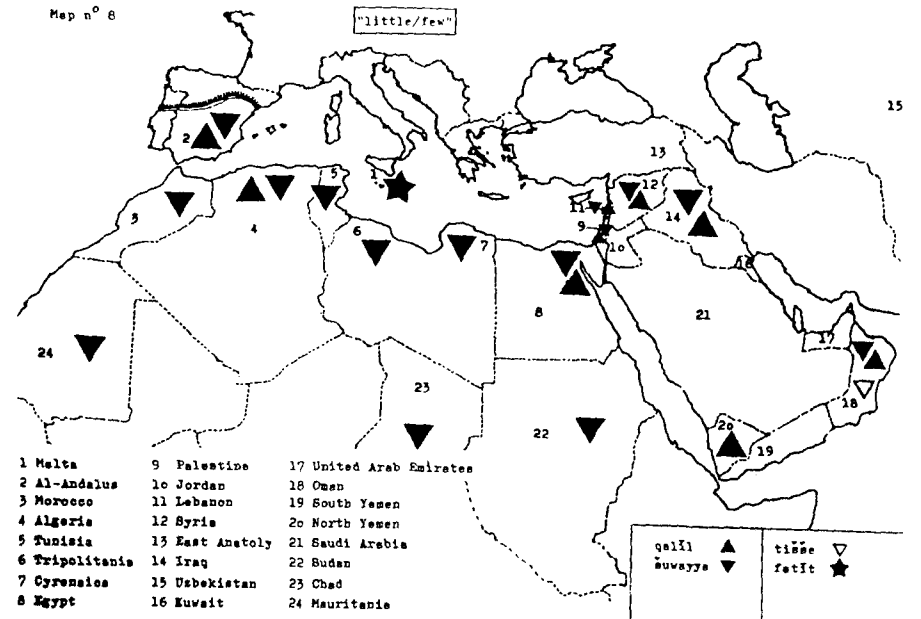 Map nº 8
"little/few"
15
2
13
1
5
12
3
4
11
14
6
7
9
10
16
8
21
17
24
23
18
22
2o
19
1 Malta
2 Al-Andalus
3 Morocco
4 Algeria
5 Tunisia
6 Tripolitania
7 Cyrenaica
8 Egypt
9 Palestine
1o Jordan
11 Lebanon
12 Syria
13 East Anatoly
14 Iraq
15 Uzbekistan
16 Kuwait
17 United Arab Emirates
18 Oman
19 South Yemen
2o North Yemen
21 Saudi Arabia
22 Sudan
23 Chad
24 Mauritania
qalīl ▲
šuwayya ▼
tišše ▽
fatīt ★